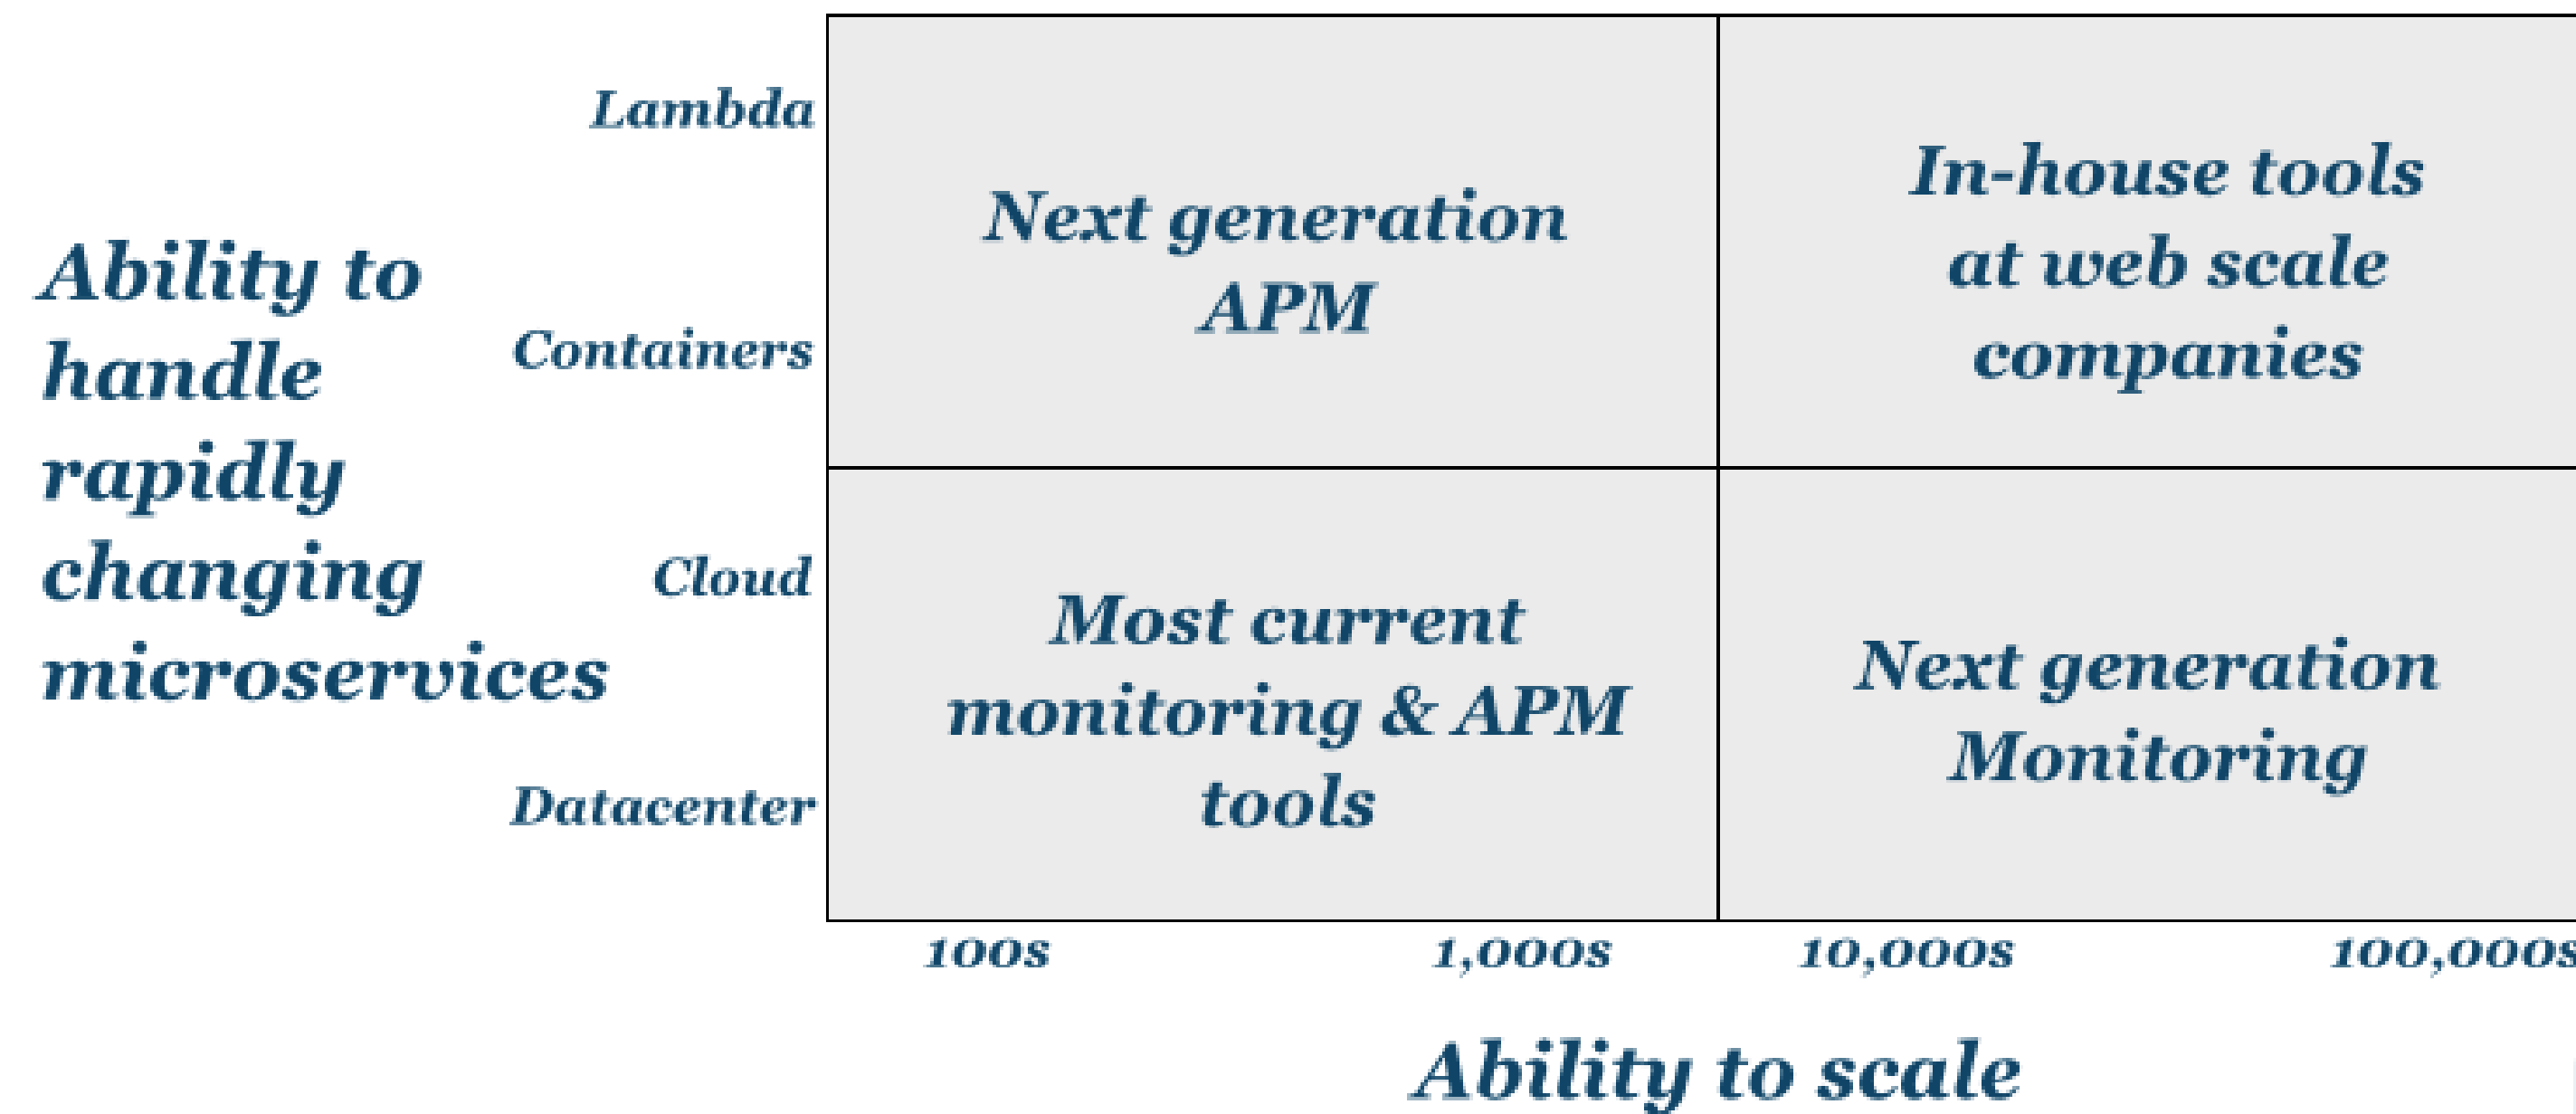 Lambda
Next generation
APM
In-house tools
at web scale
companies
Ability to
handle
rapidly
changing
microservices
Containers
Cloud
Datacenter
Most current
monitoring & APM
tools
Next generation
Monitoring
100s
1,000s
10,000s
100,000s
Ability to scale